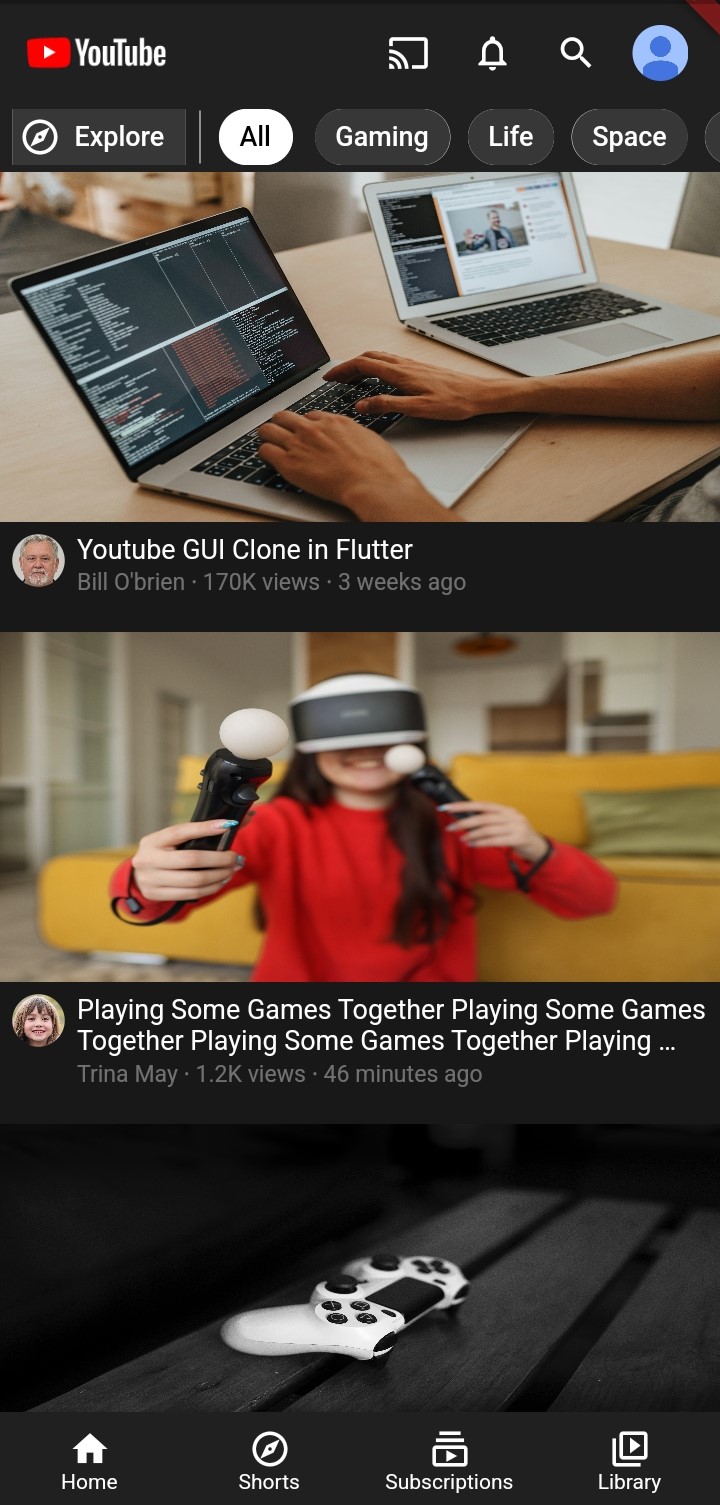 YouTube
Explore
All
Gaming
Life
Space
Youtube GUI Clone in Flutter
Bill O'brien · 170K views · 3 weeks ago
Playing Some Games Together Playing Some Games
Together Playing Some Games Together Playing ...
Trina May · 1.2K views · 46 minutes ago
Home
Shorts
Subscriptions
Library